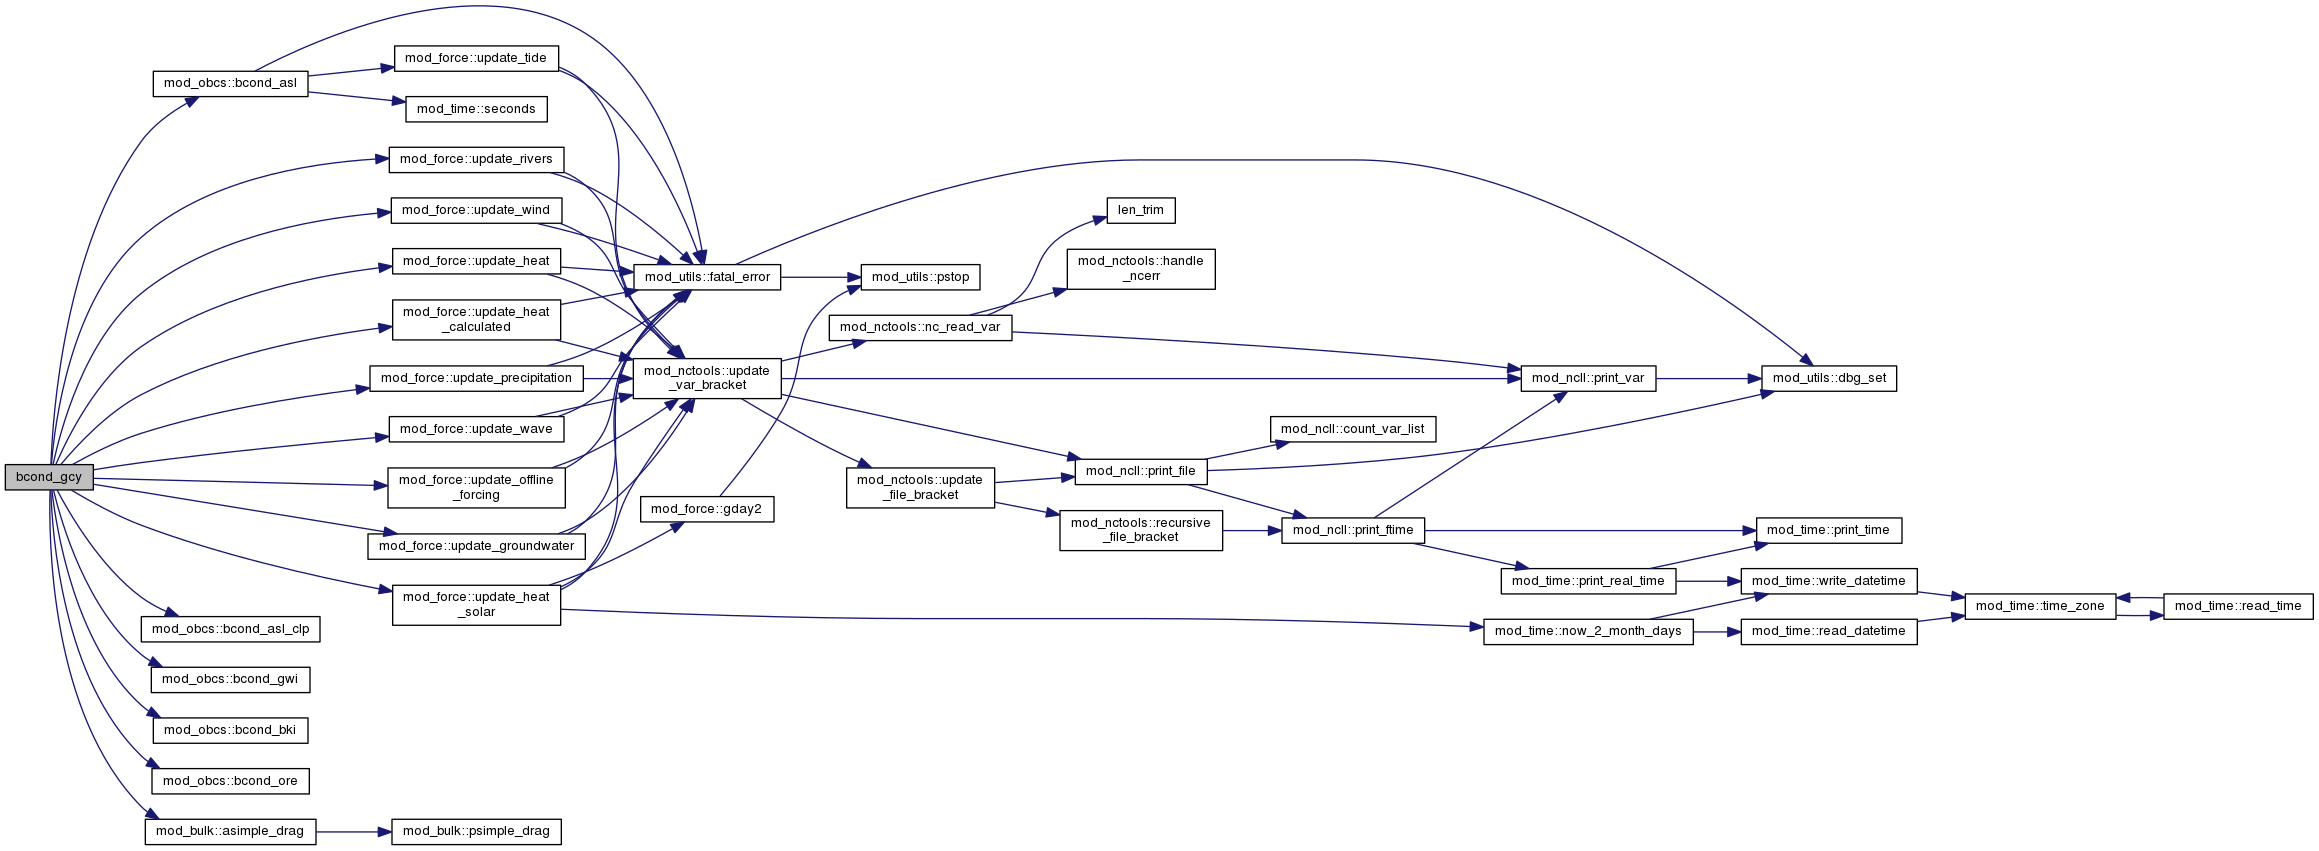 bcond_gcy
mod_obcs::bcond_asl
mod_force::update_tide
mod_time::seconds
mod_force::update_rivers
mod_force::update_wind
mod_force::update_heat
mod_force::update_heat
_calculated
mod_force::update_precipitation
mod_force::update_wave
mod_force::update_offline
_forcing
mod_force::update_groundwater
mod_force::update_heat
_solar
mod_obcs::bcond_asl_clp
mod_obcs::bcond_gwi
mod_obcs::bcond_bki
mod_obcs::bcond_ore
mod_bulk::asimple_drag
mod_bulk::psimple_drag
mod_utils::fatal_error
mod_nctools::update
_var_bracket
mod_force::gday2
mod_utils::pstop
mod_nctools::nc_read_var
mod_nctools::update
_file_bracket
len_trim
mod_nctools::handle
_ncerr
mod_ncll::print_file
mod_nctools::recursive
_file_bracket
mod_ncll::count_var_list
mod_ncll::print_ftime
mod_ncll::print_var
mod_time::print_real_time
mod_time::now_2_month_days
mod_utils::dbg_set
mod_time::print_time
mod_time::write_datetime
mod_time::read_datetime
mod_time::time_zone
mod_time::read_time